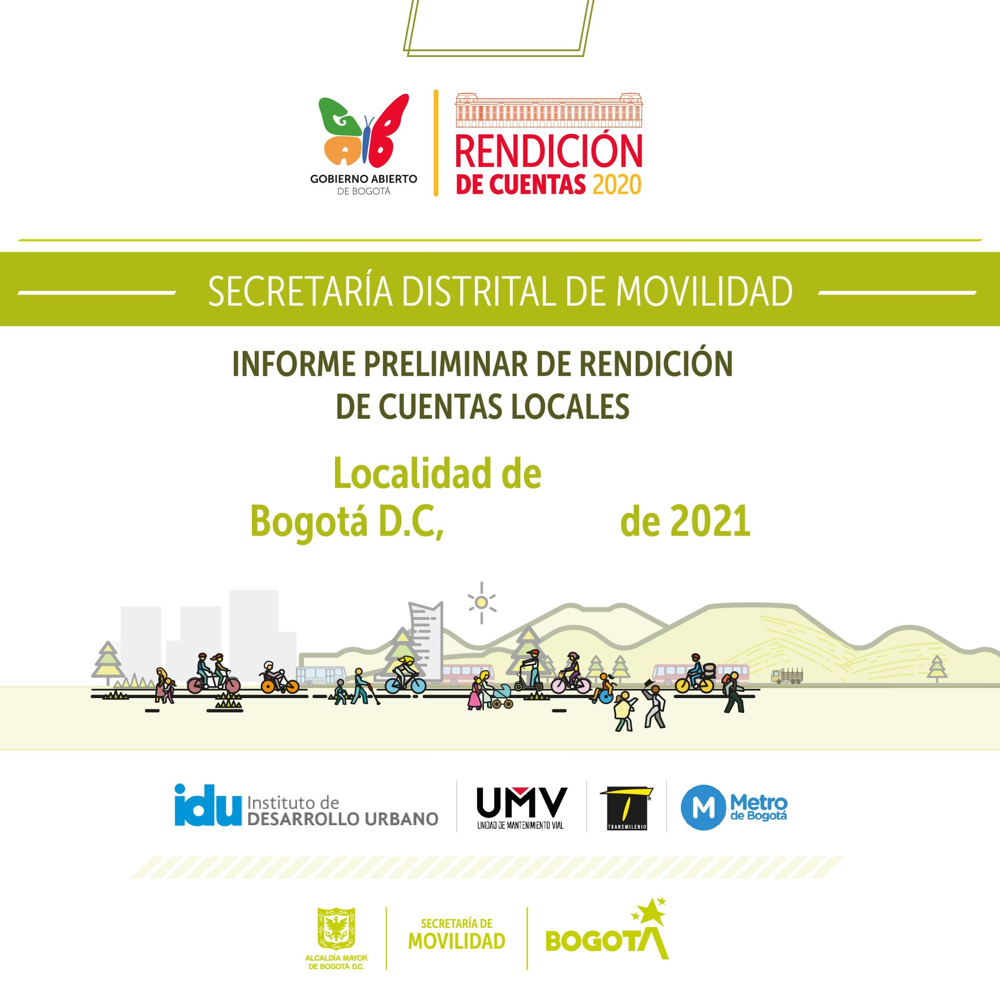 GAB
GOBIERNO ABIERTO
DE BOGOTÁ
RENDICIÓN
DE CUENTAS 2020
SECRETARÍA DISTRITAL DE MOVILIDAD
INFORME PRELIMINAR DE RENDICIÓN
DE CUENTAS LOCALES
Localidad de
Bogotá D.C, de 2021
idu Instituto de
DESARROLLO URBANO
UMV
UNIDAD DE MANTENIMIENTO VIAL
T
TRANSMILENIO
®
M Metro
de Bogotá
ALCALDÍA MAYOR
DE BOGOTÁ D.C.
SECRETARÍA DE
MOVILIDAD
BOGOTÁ